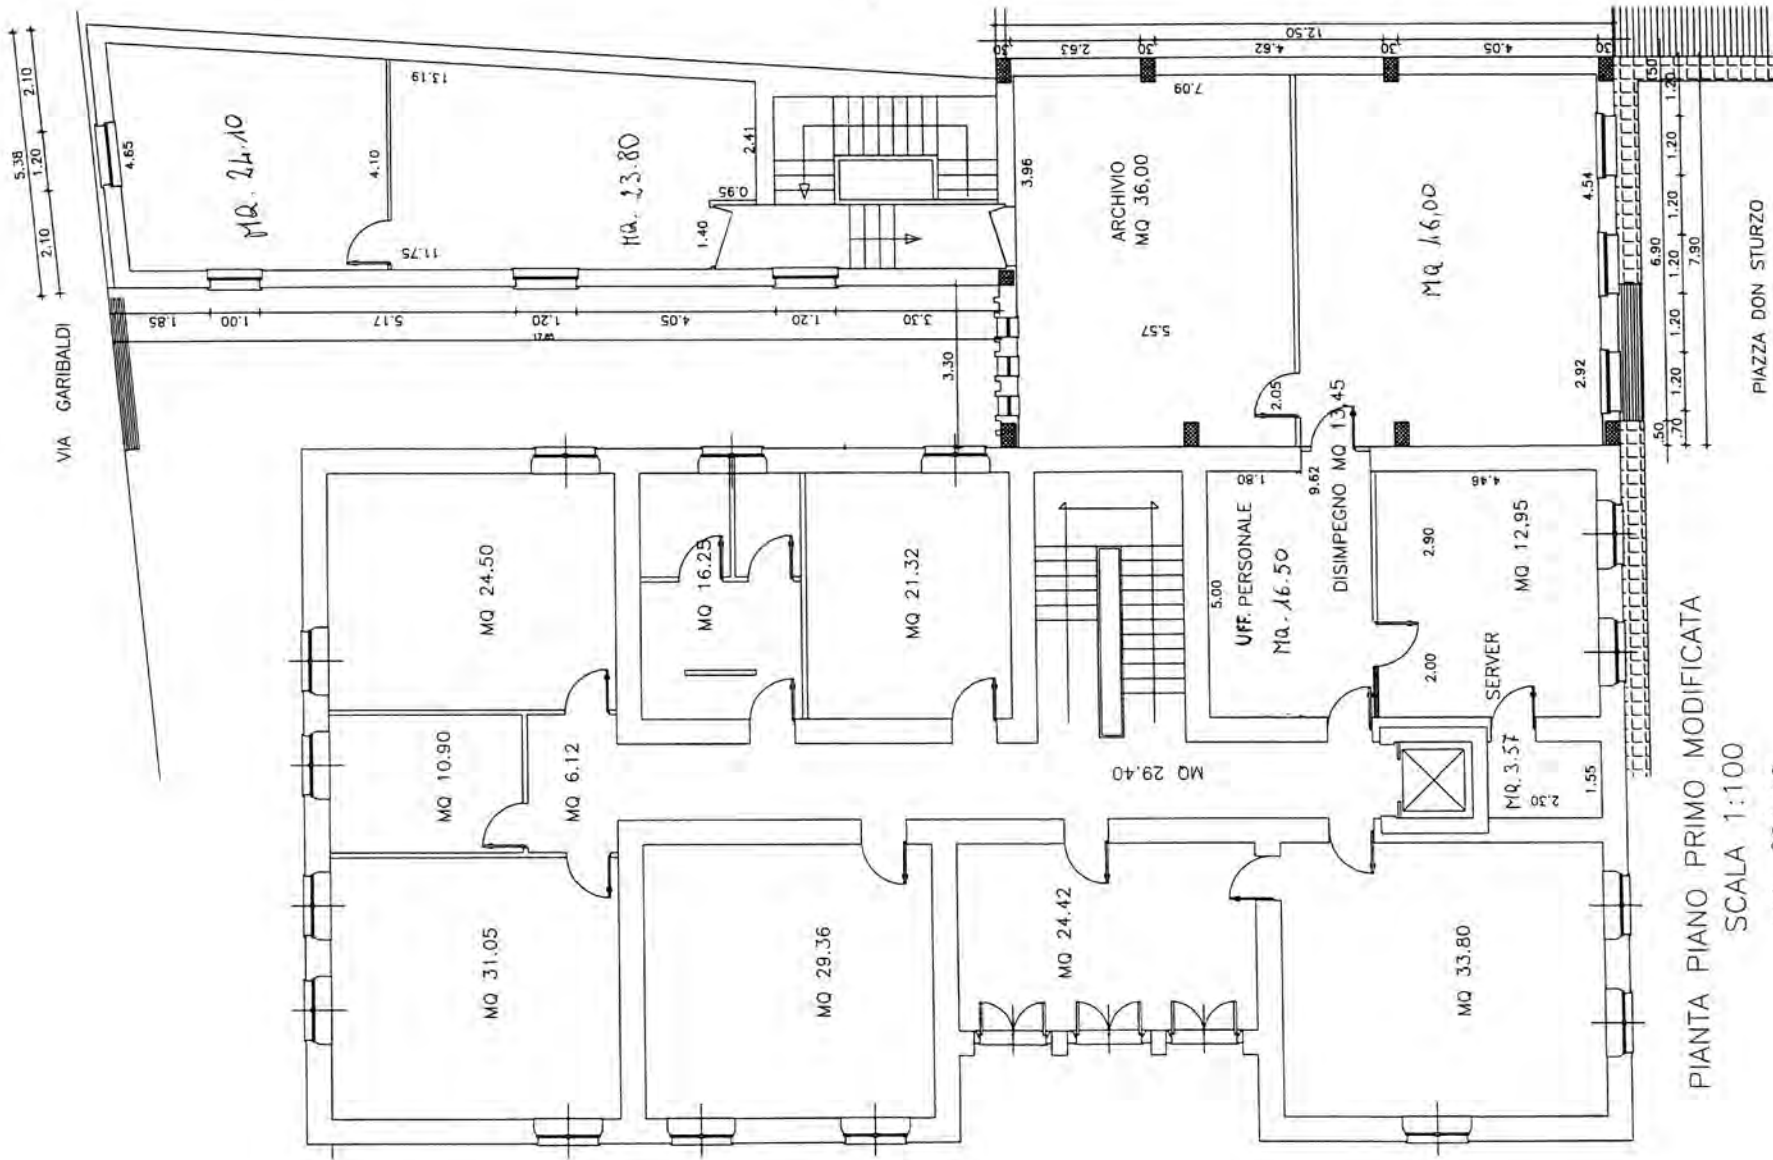 VIA GARIBALDI
5.38
2.10
1.20
2.10
4.65
MQ. 24.10
4.10
13.19
11.75
MQ. 23.80
2.41
0.95
1.40
1.85
1.00
5.17
1.20
4.05
1.20
3.30
3.30
12.50
30
2.63
30
4.62
30
4.05
30
7.09
3.96
ARCHIVIO
MQ 36,00
5.57
2.05
MQ 16,00
4.54
2.92
.50
1.20
1.20
1.20
1.20
1.20
1.20
.70
.50
6.90
7.90
PIAZZA DON STURZO
MQ 24.50
MQ 16.25
MQ 21.32
5.00
UFF. PERSONALE
MQ. 16.50
1.80
9.62
DISIMPEGNO MQ 13.45
2.90
2.00
4.46
MQ. 12,95
SERVER
MQ 10.90
MQ 6.12
MQ 29.40
MQ. 3.57
2.30
1.55
MQ 31.05
MQ 29.36
MQ 24.42
MQ 33.80
PIANTA PIANO PRIMO MODIFICATA
SCALA 1:100